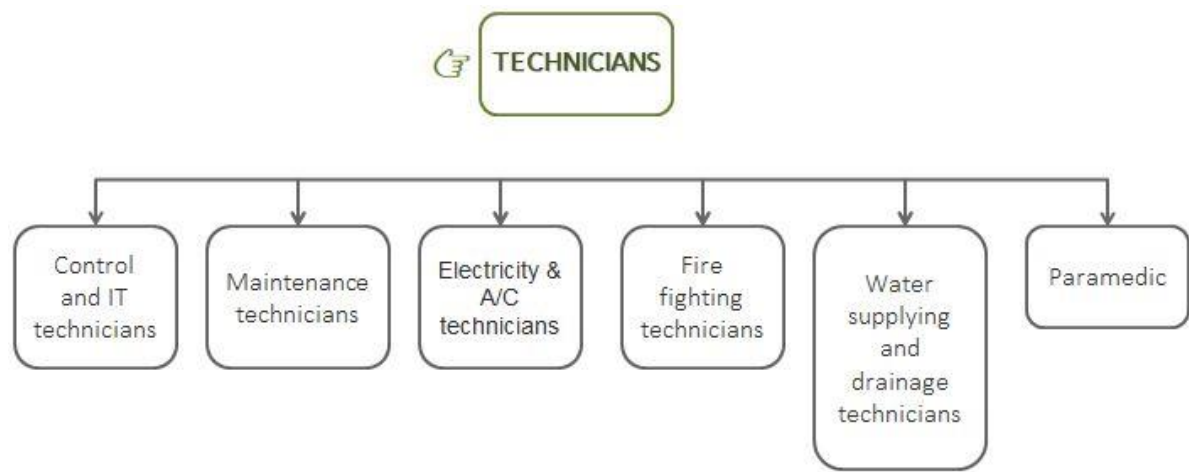 TECHNICIANS
Control
and IT
technicians
Maintenance
technicians
Electricity &
A/C
technicians
Fire
fighting
technicians
Water
supplying
and
drainage
technicians
Paramedic